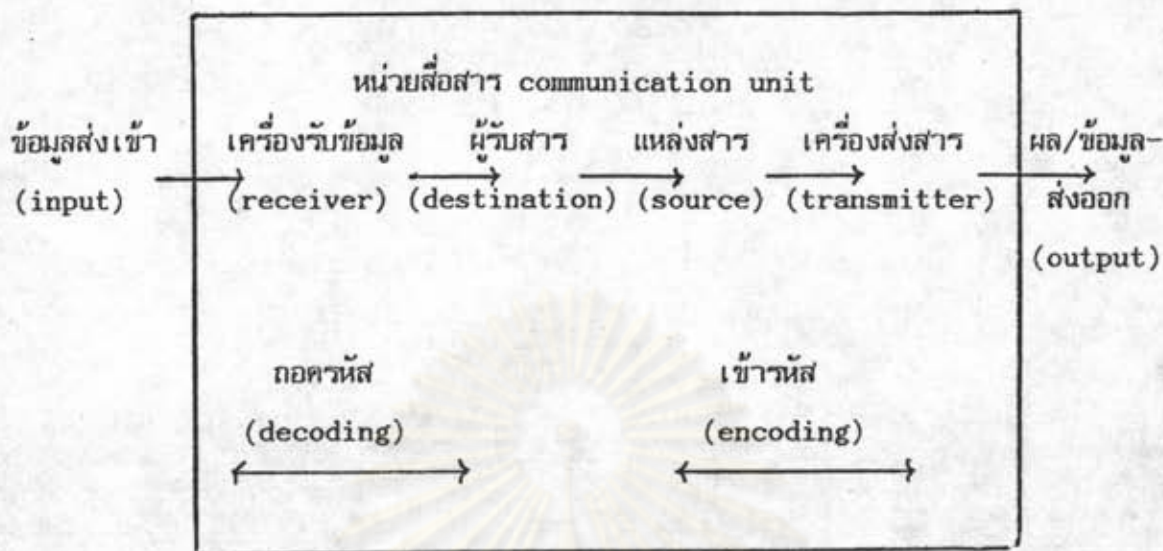 หน่วยสื่อสาร communication unit
ข้อมูลส่งเข้า เครื่องรับข้อมูล ผู้รับสาร แหล่งสาร เครื่องส่งสาร ผล/ข้อมูล-
(input) (receiver) (destination) (source) (transmitter) ส่งออก
(output)
ถอดรหัส เข้ารหัส
(decoding) (encoding)